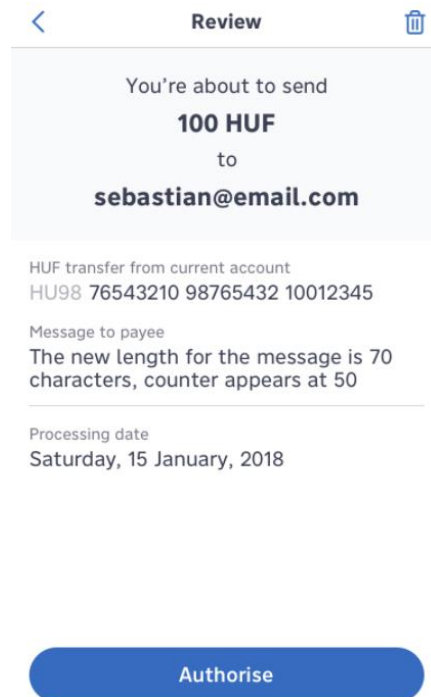 Review
You're about to send
100 HUF
to
sebastian@email.com
HUF transfer from current account
HU98 76543210 98765432 10012345
Message to payee
The new length for the message is 70
characters, counter appears at 50
Processing date
Saturday, 15 January, 2018
Authorise